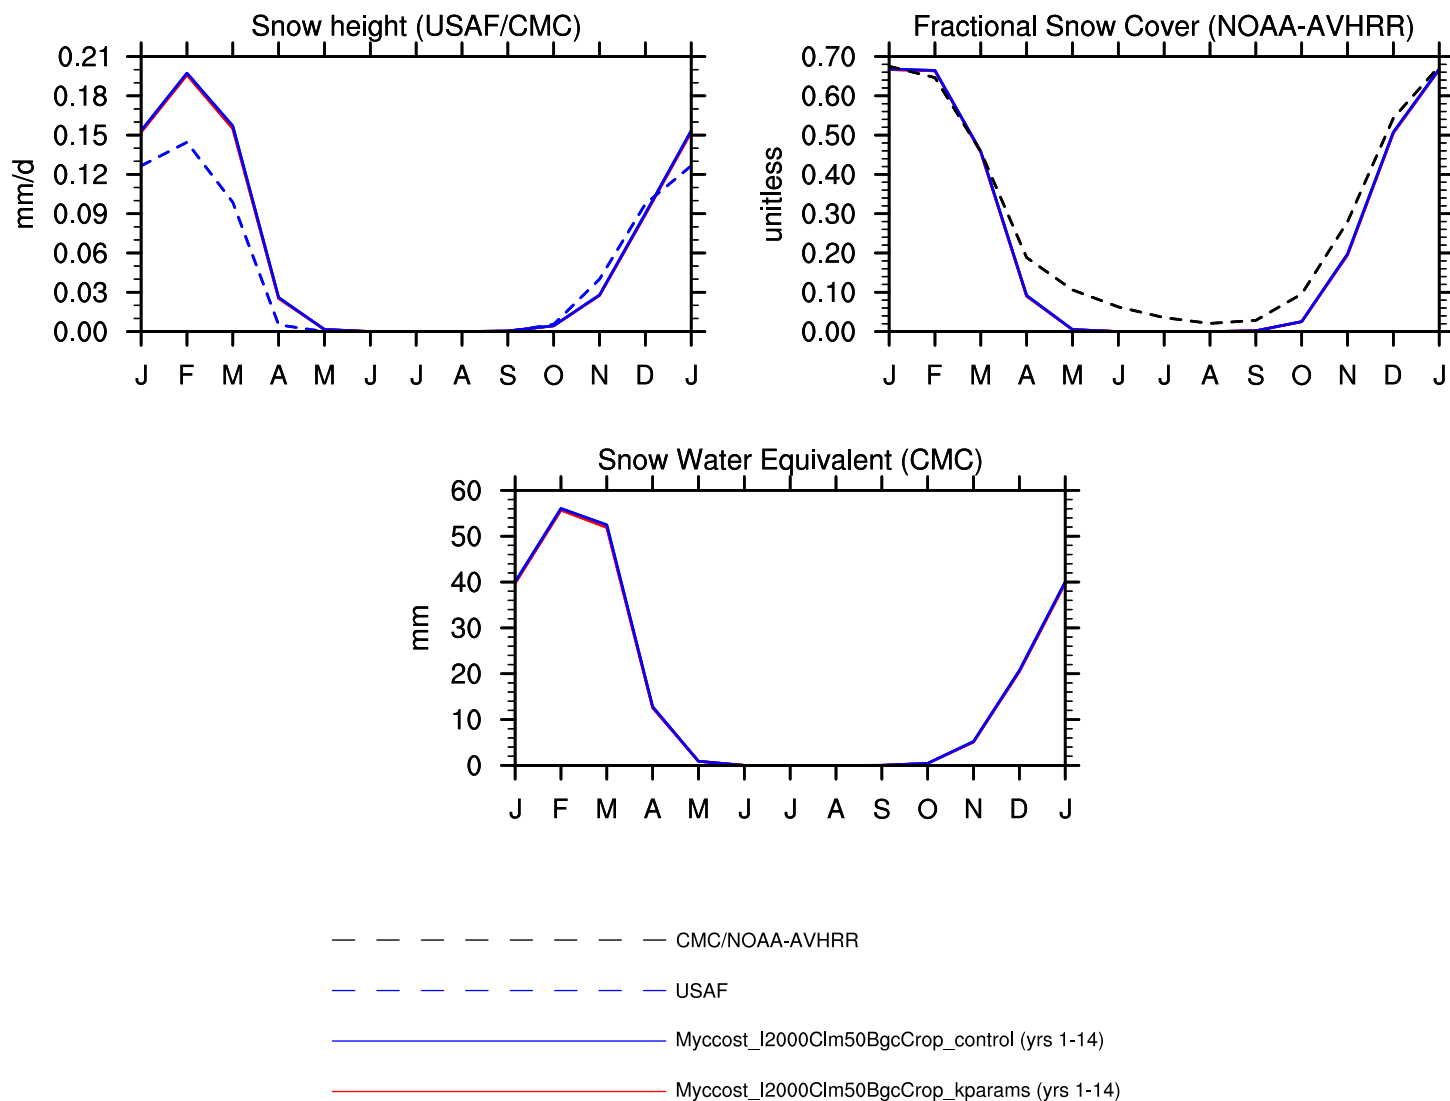 Snow height (USAF/CMC)
0.21
0.18
0.15
0.12
0.09
0.06
0.03
0.00
mm/d
J F M A M J J A S O N D J
Fractional Snow Cover (NOAA-AVHRR)
0.70
0.60
0.50
0.40
0.30
0.20
0.10
0.00
unitless
J F M A M J J A S O N D J
Snow Water Equivalent (CMC)
60
50
40
30
20
10
0
mm
J F M A M J J A S O N D J
CMC/NOAA-AVHRR
USAF
Myccost_I2000Clm50BgcCrop_control (yrs 1-14)
Myccost_I2000Clm50BgcCrop_kparams (yrs 1-14)